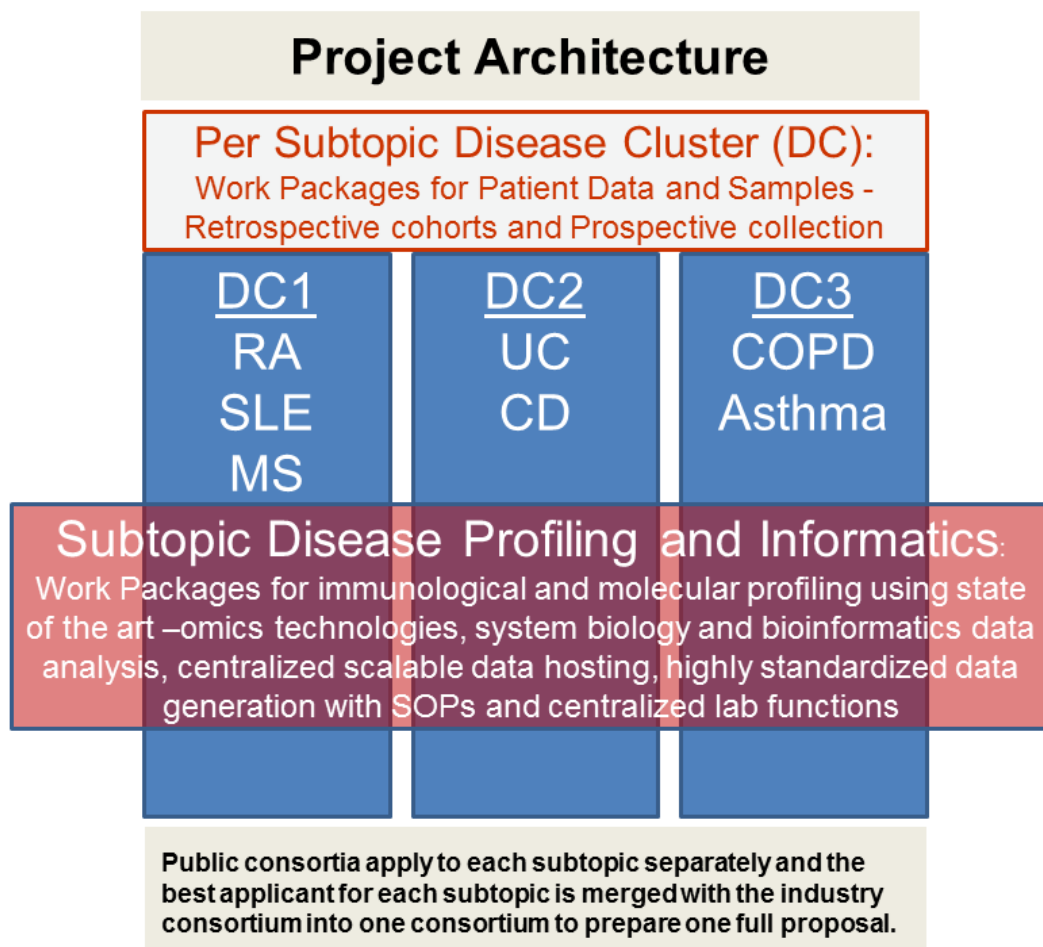 Project Architecture
Per Subtopic Disease Cluster (DC):
Work Packages for Patient Data and Samples -
Retrospective cohorts and Prospective collection
DC1
RA
SLE
MS
DC2
UC
CD
DC3
COPD
Asthma
Subtopic Disease Profiling and Informatics:
Work Packages for immunological and molecular profiling using state
of the art –omics technologies, system biology and bioinformatics data
analysis, centralized scalable data hosting, highly standardized data
generation with SOPs and centralized lab functions
Public consortia apply to each subtopic separately and the
best applicant for each subtopic is merged with the industry
consortium into one consortium to prepare one full proposal.